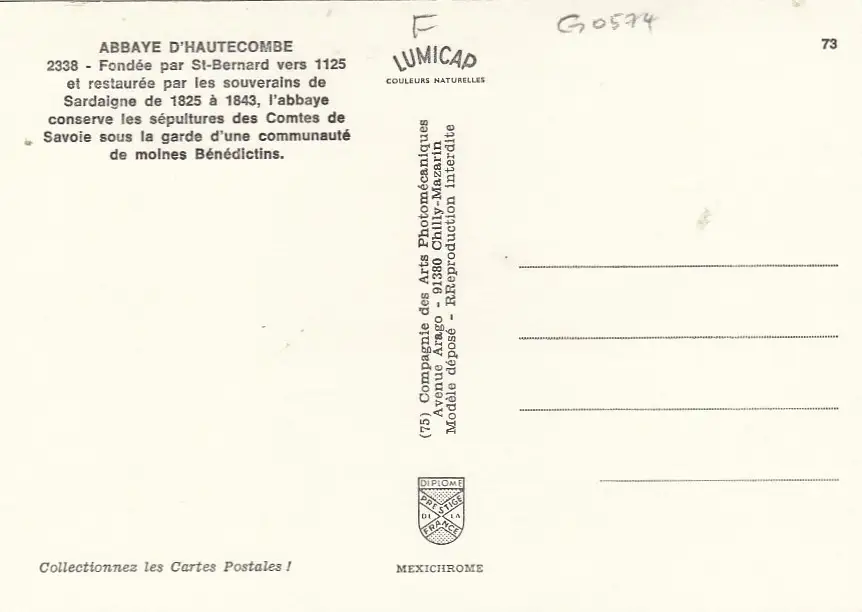 ABBAYE D'HAUTECOMBE
2338 - Fondée par St-Bernard vers 1125
et restaurée par les souverains de
Sardaigne de 1825 à 1843, l'abbaye
conserve les sépultures des Comtes de
Savoie sous la garde d'une communauté
de moines Bénédictins.
F
G0574
73
LUMICAP
COULEURS NATURELLES
(75) Compagnie des Arts Photomécaniques
Avenue Arago - 91380 Chilly-Mazarin
Modèle déposé - RReproduction interdite
DIPLOME
PRESTIGE
DE LA
FRANCE
Collectionnez les Cartes Postales !
MEXICHROME